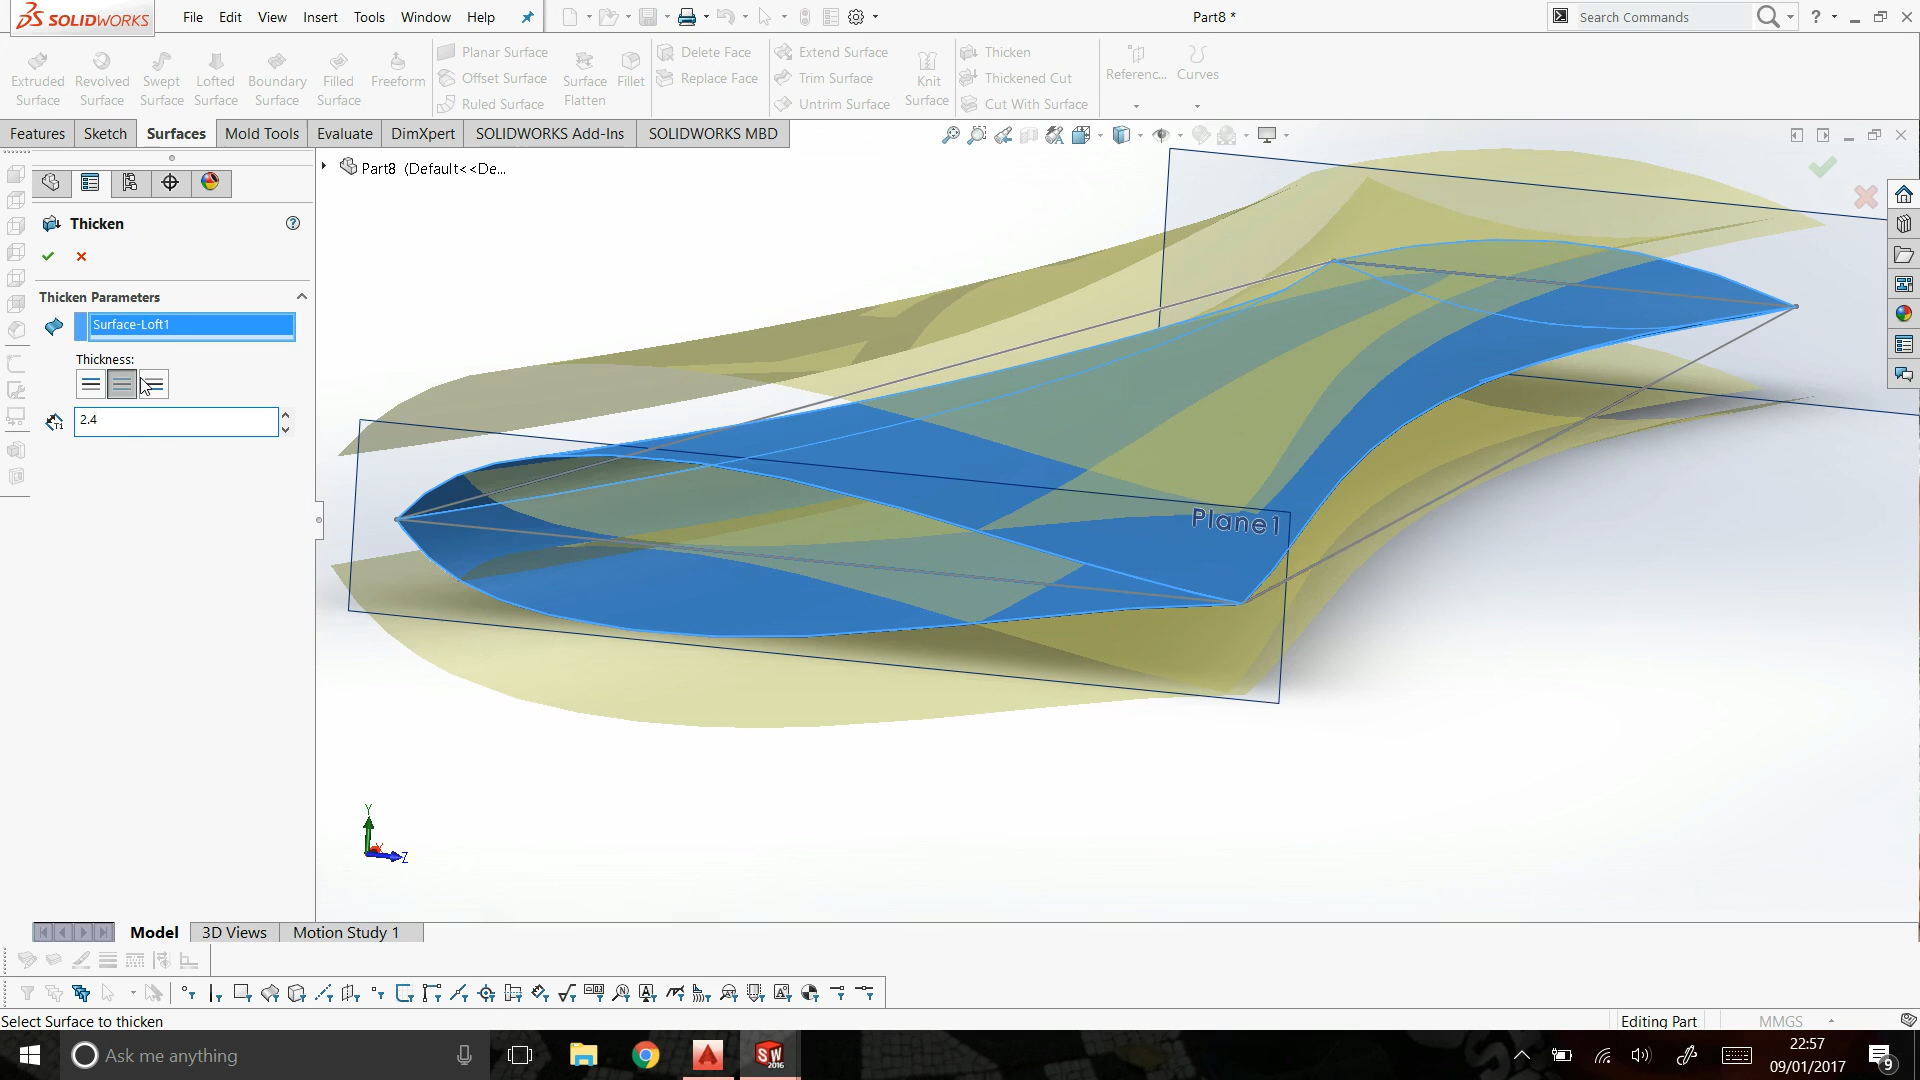 SOLIDWORKS
File Edit View Insert Tools Window Help
Part8 *
Search Commands
Extruded Surface
Revolved Surface
Swept Surface
Lofted Surface
Boundary Surface
Filled Surface
Freeform
Planar Surface
Offset Surface
Ruled Surface
Surface Flatten
Fillet
Delete Face
Replace Face
Extend Surface
Trim Surface
Untrim Surface
Knit Surface
Thicken
Thickened Cut
Cut With Surface
Referenc...
Curves
Features Sketch Surfaces Mold Tools Evaluate DimXpert SOLIDWORKS Add-Ins SOLIDWORKS MBD
Part8 (Default<<De...
Thicken
Thicken Parameters
Surface-Loft1
Thickness:
T1
2.4
Plane1
Y
X
Z
Model 3D Views Motion Study 1
Select Surface to thicken
Editing Part
MMGS
Ask me anything
SW
2016
22:57
09/01/2017
9